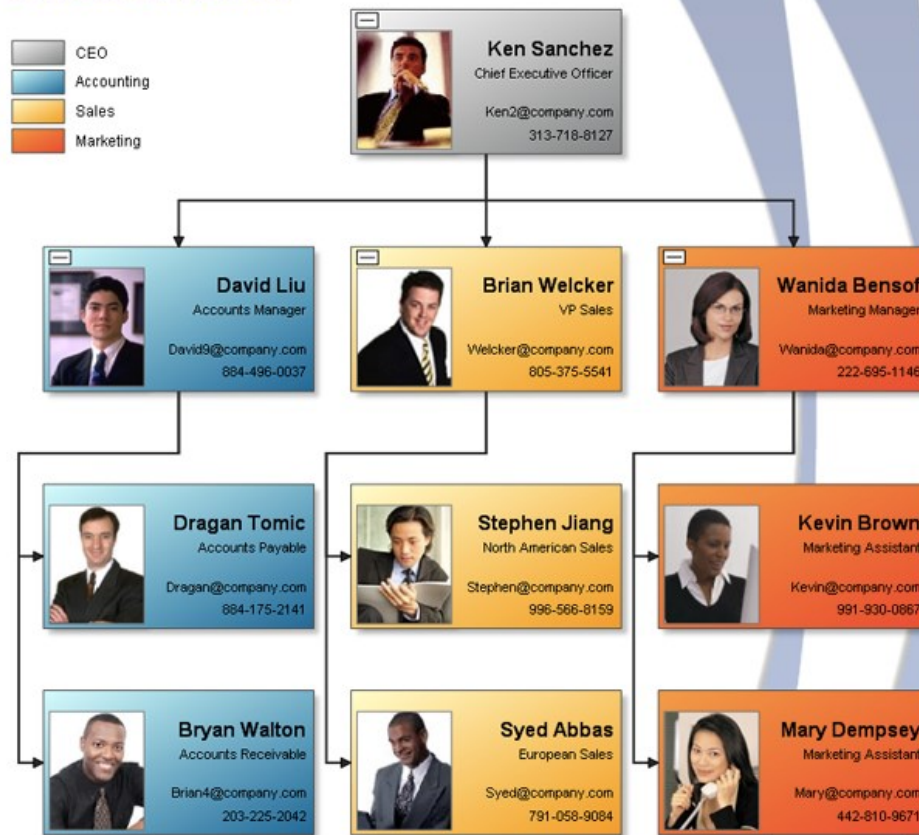 CEO
Accounting
Sales
Marketing
Ken Sanchez
Chief Executive Officer
Ken2@company.com
313-718-8127
David Liu
Accounts Manager
David9@company.com
884-496-0037
Brian Welcker
VP Sales
Welcker@company.com
805-375-5541
Wanida Bensof
Marketing Manager
Wanida@company.com
222-695-1146
Dragan Tomic
Accounts Payable
Dragan@company.com
884-175-2141
Stephen Jiang
North American Sales
Stephen@company.com
996-566-8159
Kevin Brown
Marketing Assistant
Kevin@company.com
991-930-0867
Bryan Walton
Accounts Receivable
Brian4@company.com
203-225-2042
Syed Abbas
European Sales
Syed@company.com
791-058-9084
Mary Dempsey
Marketing Assistant
Mary@company.com
442-810-9671